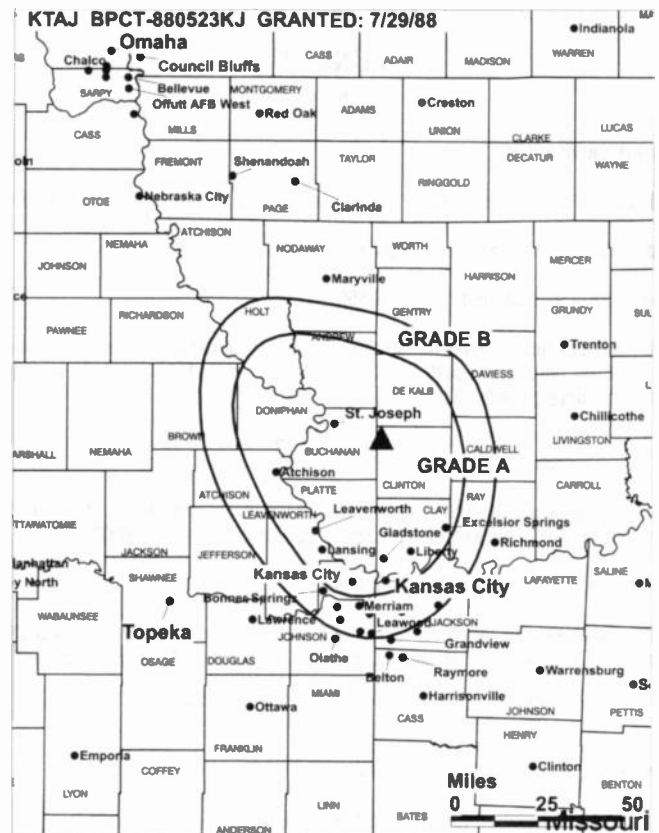 KTAJ BPCT-880523KJ GRANTED: 7/29/88
Indianola
Omaha
CASS
ADAIR
MADISON
WARREN
Chalco
Council Bluffs
SARPY
Bellevue
MONTGOMERY
Offutt AFB West
Red Oak
ADAMS
Creston
UNION
CASS
MILLS
CLARKE
LUCAS
FREMONT
Shenandoah
TAYLOR
DECATUR
WAYNE
RINGGOLD
OTOE
Nebraska City
PAGE
Clarinda
ATCHISON
NEMAHA
NODAWAY
WORTH
JOHNSON
MERCER
Maryville
HARRISON
HOLT
GENTRY
GRUNDY
RICHARDSON
PAWNEE
ANDREW
GRADE B
Trenton
DAVIESS
DE KALB
DONIPHAN
St. Joseph
Chillicothe
BROWN
LIVINGSTON
NEMAHA
BUCHANAN
CALDWELL
Atchison
GRADE A
PLATTE
CLINTON
RAY
CARROLL
ATCHISON
LEAVENWORTH
Leavenworth
CLAY
Excelsior Springs
Gladstone
Richmond
JACKSON
JEFFERSON
Lansing
Liberty
SHAWNEE
Kansas City
Kansas City
LAFAYETTE
SALINE
Bonner Springs
Merriam
WABAUNSEE
Topeka
Lawrence
Leawood
JACKSON
JOHNSON
Grandview
OSAGE
DOUGLAS
Olathe
Belton
Raymore
Warrensburg
MIAMI
Harrisonville
JOHNSON
PETTIS
Ottawa
CASS
HENRY
Emporia
FRANKLIN
Clinton
COFFEY
Miles
BENTON
LYON
LINN
0 25 50
BATES
Missouri
ANDERSON